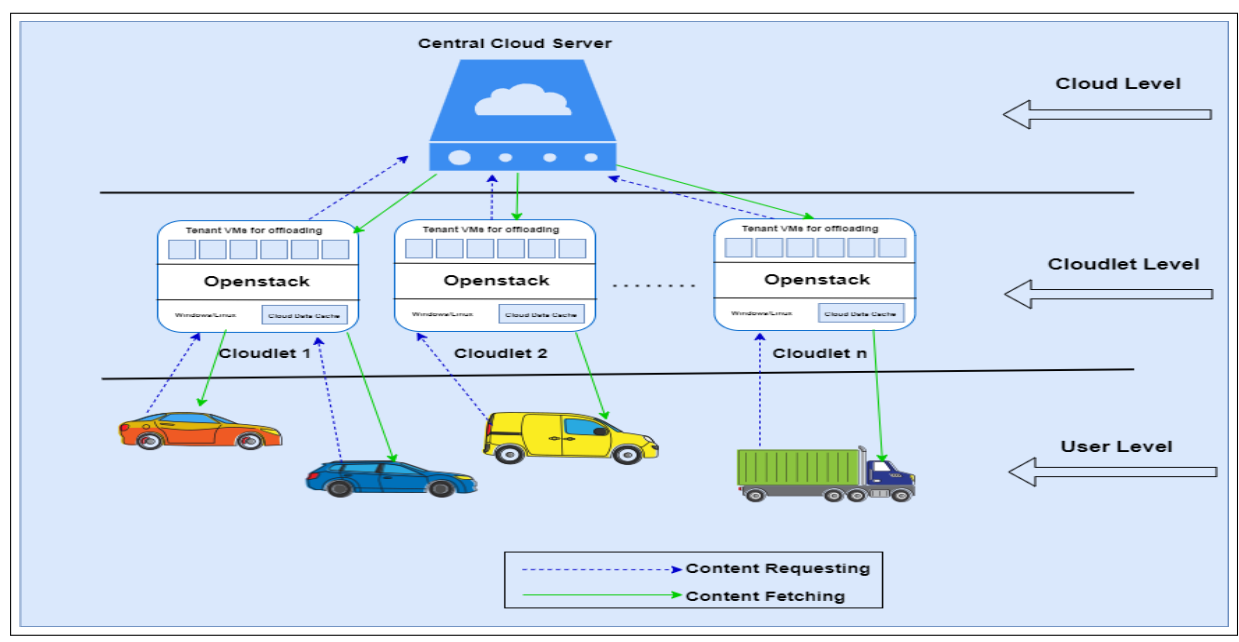 Central Cloud Server
Cloud Level
Tenant VMs for offloading
Tenant VMs for offloading
Tenant VMs for offloading
Openstack
Openstack
Openstack
Cloudlet Level
Windows/Linux
Cloud Data Cache
Windows/Linux
Cloud Data Cache
Windows/Linux
Cloud Data Cache
Cloudlet 1
Cloudlet 2
Cloudlet n
User Level
Content Requesting
Content Fetching